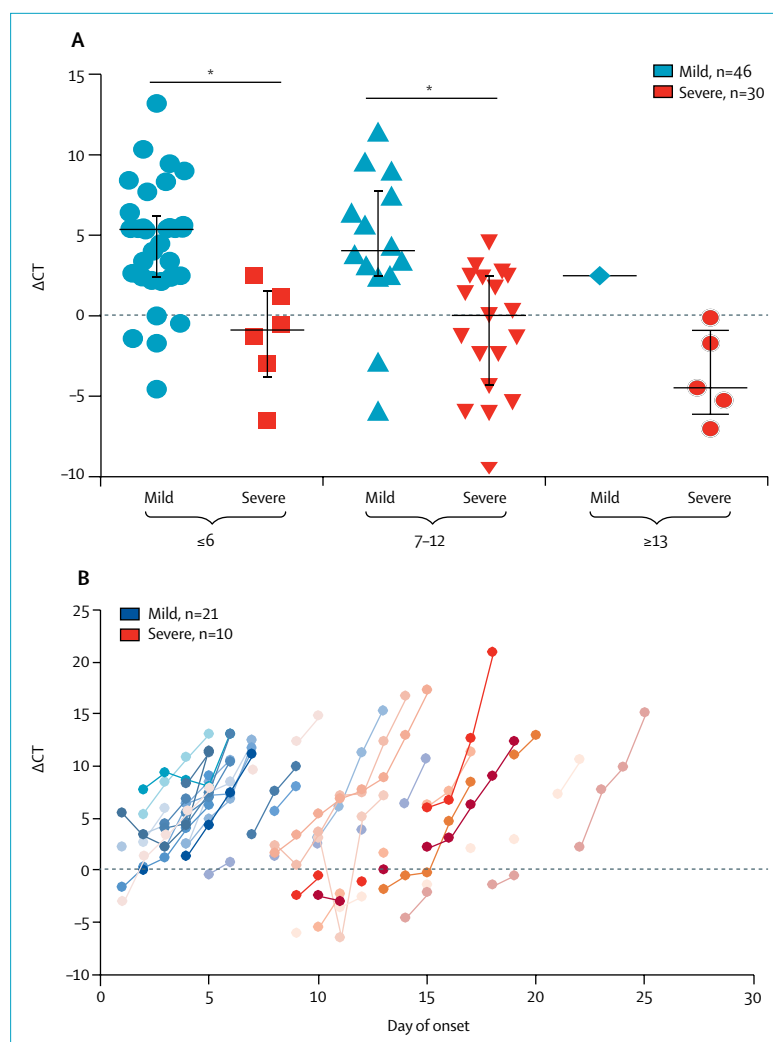 A
Mild, n=46
Severe, n=30
*
*
15
10
5
0
–5
–10
ΔCT
Mild
Severe
Mild
Severe
Mild
Severe
≤6
7–12
≥13
B
Mild, n=21
Severe, n=10
25
20
15
10
5
0
–5
–10
ΔCT
0
5
10
15
20
25
30
Day of onset